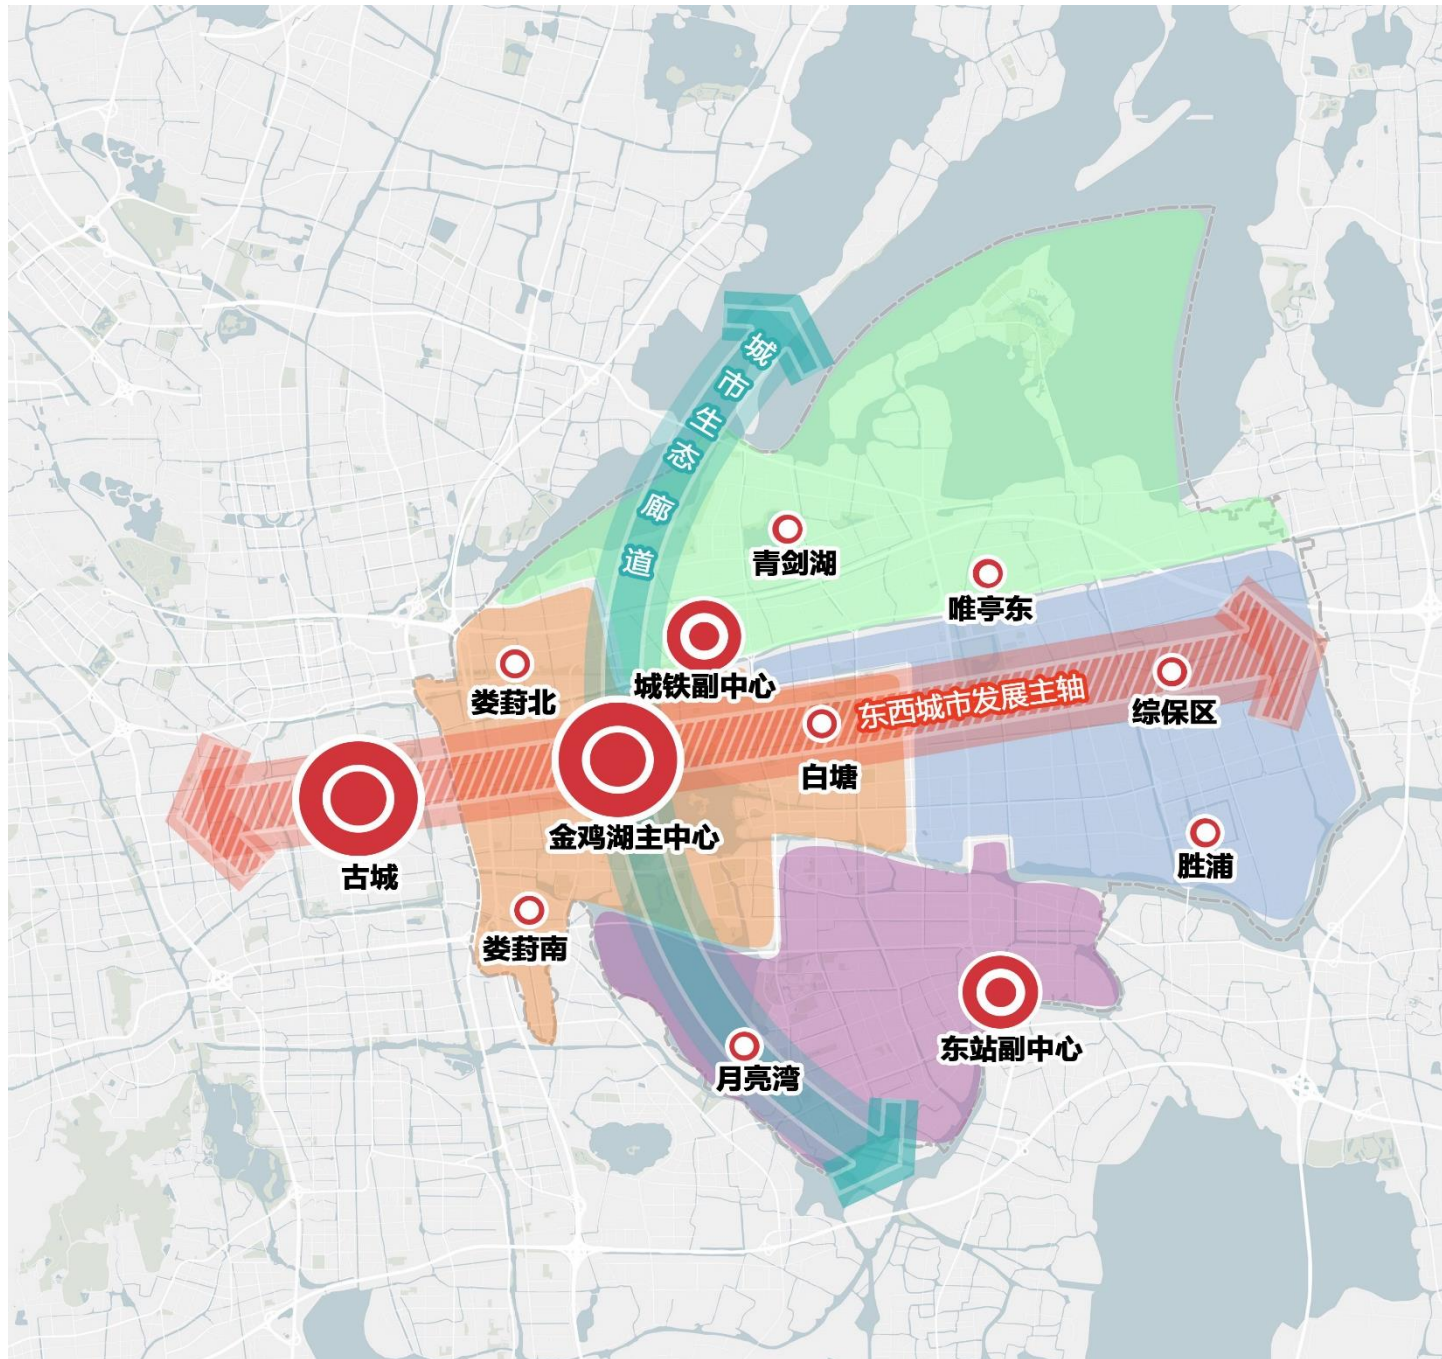 城市生态廊道
青剑湖
唯亭东
城铁副中心
娄葑北
东西城市发展主轴
综保区
白塘
金鸡湖主中心
胜浦
古城
娄葑南
东站副中心
月亮湾